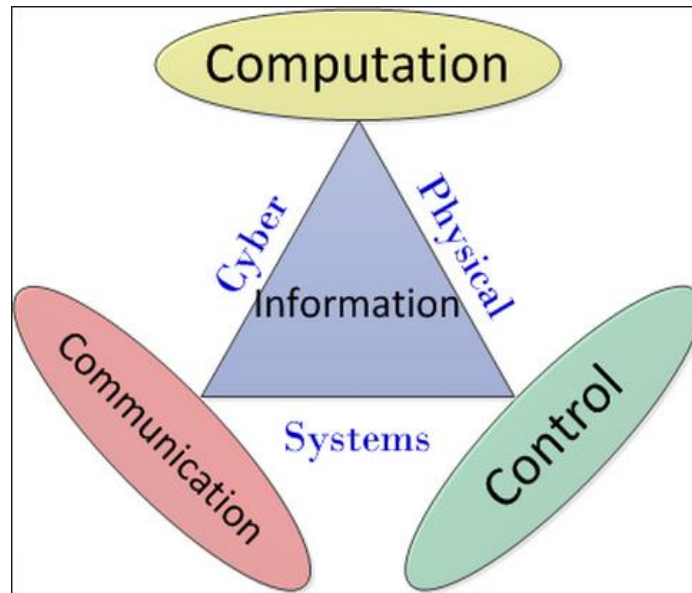 Computation
Cyber
Physical
Information
Communication
Systems
Control